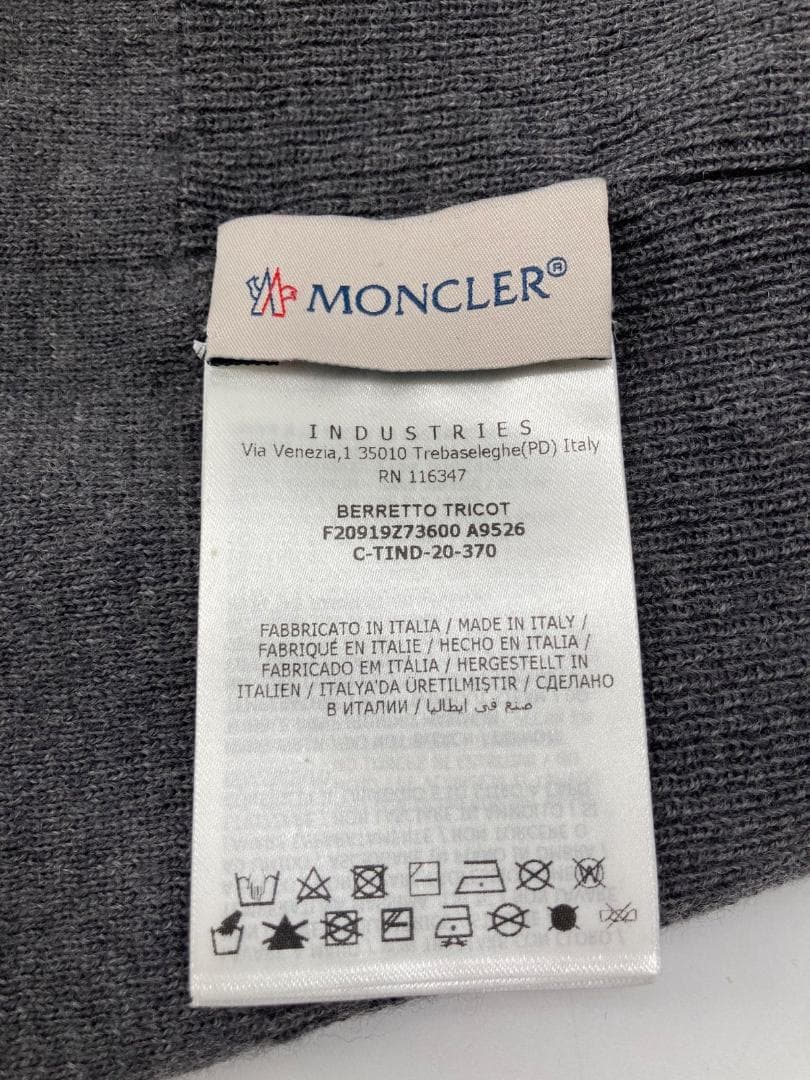 MONCLER®
INDUSTRIES
Via Venezia,1 35010 Trebaseleghe(PD) Italy
RN 116347
BERRETTO TRICOT
F20919Z73600 A9526
C-TIND-20-370
FABBRICATO IN ITALIA / MADE IN ITALY /
FABRIQUÉ EN ITALIE / HECHO EN ITALIA /
FABRICADO EM ITÁLIA / HERGESTELLT IN
ITALIEN / ITALYA'DA ÜRETILMIŞTIR / СДЕЛАНО
В ИТАЛИИ / صنع في ايطاليا